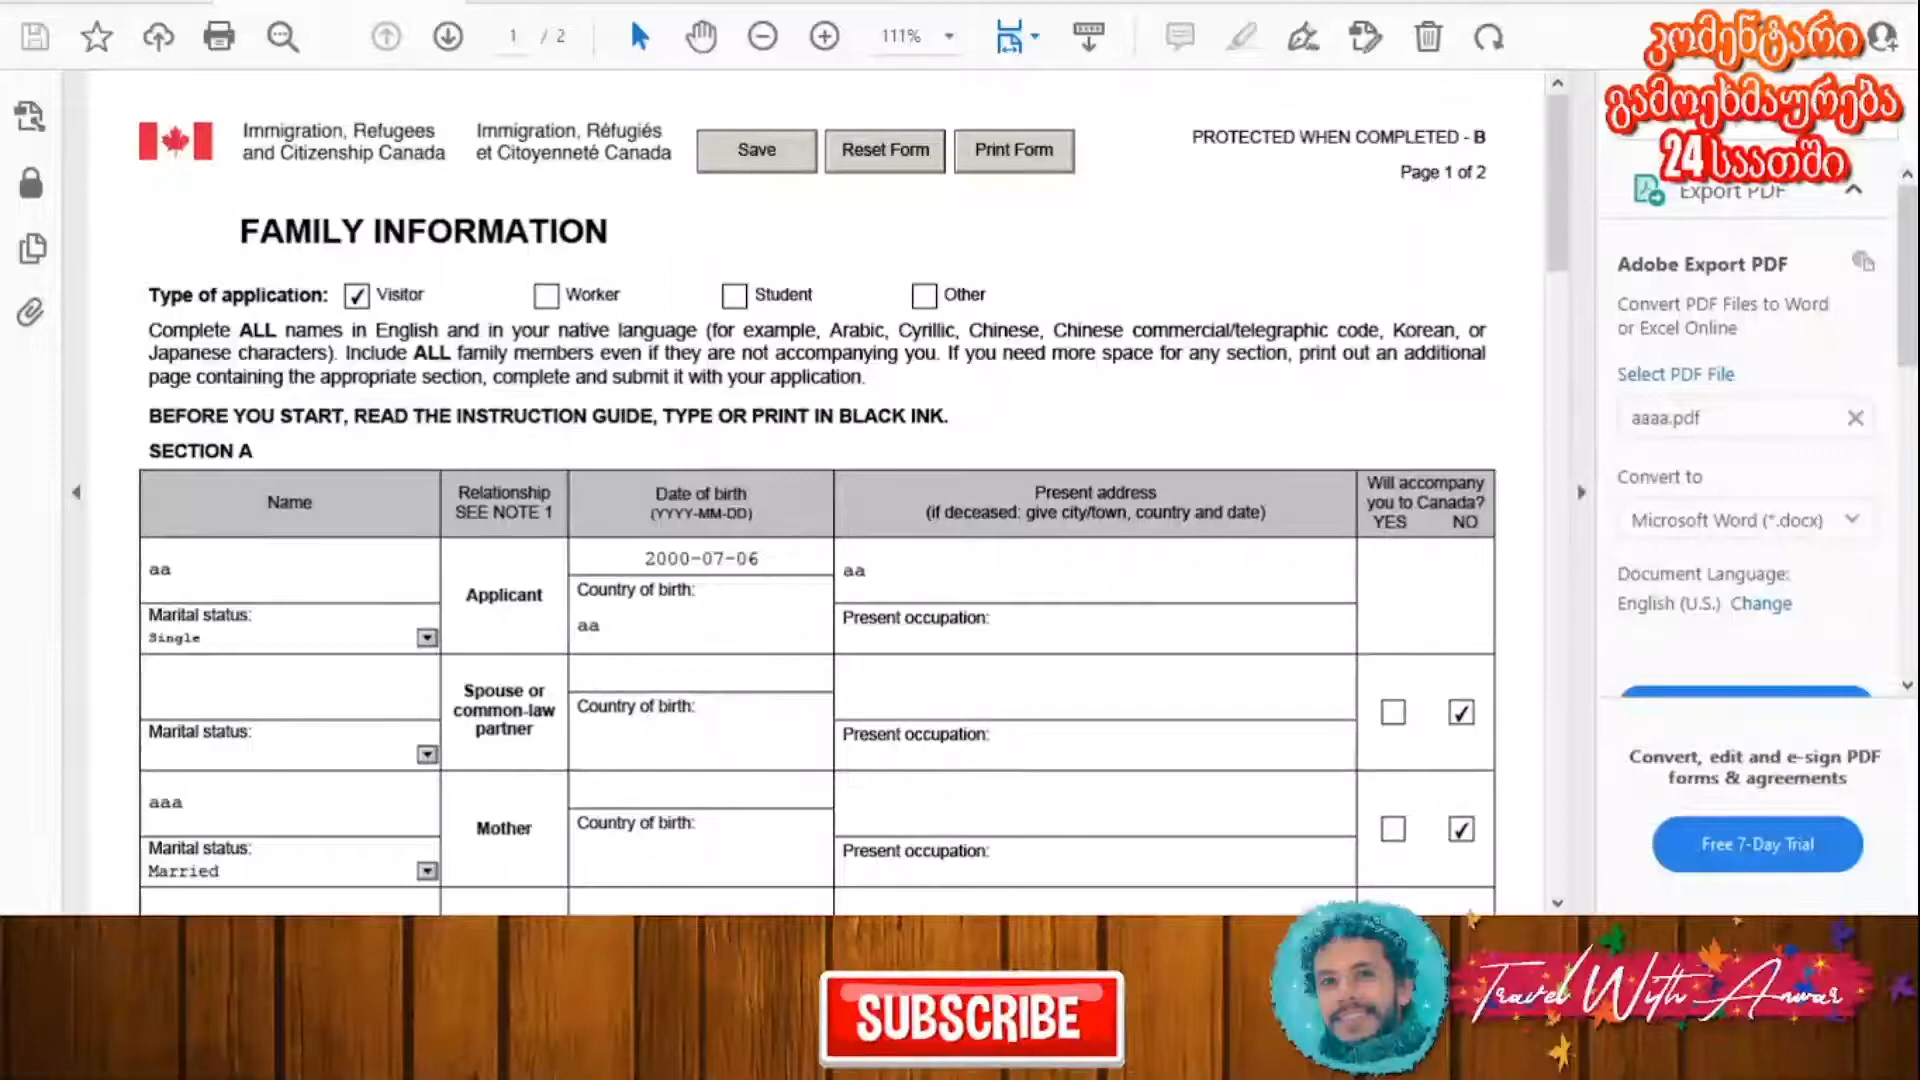 1 / 2
111%
კომენტარი
გამოეხმაურება
24 საათში
Immigration, Refugees
and Citizenship Canada
Immigration, Réfugiés
et Citoyenneté Canada
Save
Reset Form
Print Form
PROTECTED WHEN COMPLETED - B
Page 1 of 2
FAMILY INFORMATION
Type of application: Visitor Worker Student Other
Complete ALL names in English and in your native language (for example, Arabic, Cyrillic, Chinese, Chinese commercial/telegraphic code, Korean, or
Japanese characters). Include ALL family members even if they are not accompanying you. If you need more space for any section, print out an additional
page containing the appropriate section, complete and submit it with your application.
BEFORE YOU START, READ THE INSTRUCTION GUIDE, TYPE OR PRINT IN BLACK INK.
SECTION A
Name
Relationship
SEE NOTE 1
Date of birth
(YYYY-MM-DD)
Present address
(if deceased: give city/town, country and date)
Will accompany
you to Canada?
YES NO
aa
Marital status:
Single
Applicant
2000-07-06
Country of birth:
aa
aa
Present occupation:
Marital status:
Spouse or
common-law
partner
Country of birth:
Present occupation:
aaa
Marital status:
Married
Mother
Country of birth:
Present occupation:
Export PDF
Adobe Export PDF
Convert PDF Files to Word
or Excel Online
Select PDF File
aaaa.pdf
Convert to
Microsoft Word (*.docx)
Document Language:
English (U.S.) Change
Convert, edit and e-sign PDF
forms & agreements
Free 7-Day Trial
SUBSCRIBE
Travel With Anwar